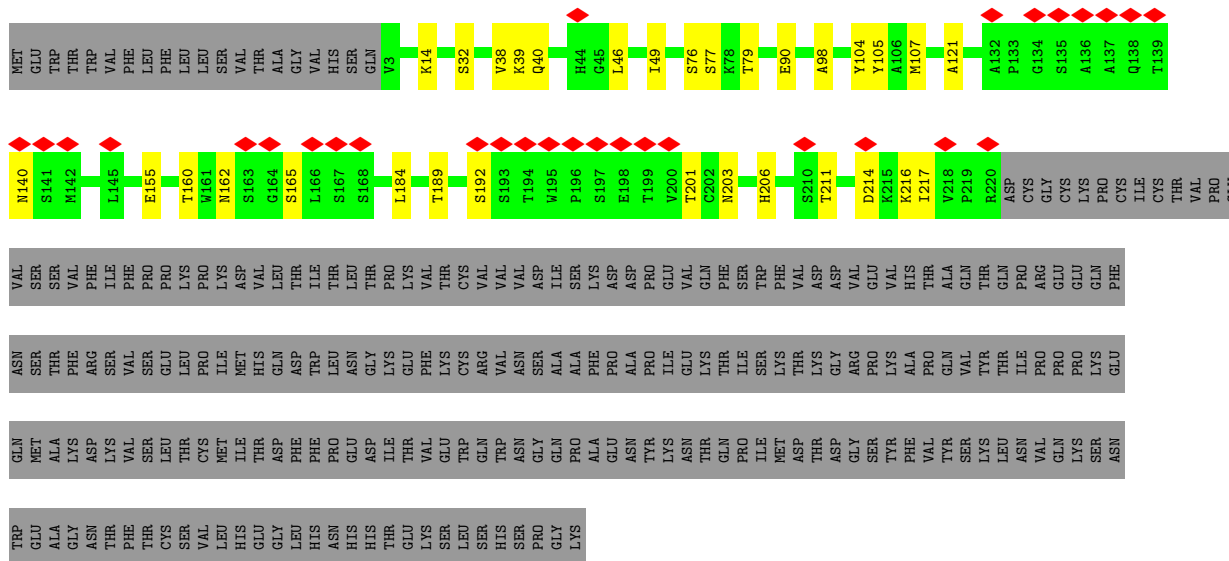 MET GLU TRP THR TRP VAL PHE LEU PHE LEU LEU SER VAL THR ALA GLY VAL HIS SER GLN V3 K14 S32 V38 K39 Q40 H44 G45 L46 I49 S76 S77 K78 T79 E90 A98 Y104 Y105 A106 M107 A121 A132 P133 G134 S135 A136 A137 Q138 T139
N140 S141 M142 L145 E155 T160 W161 N162 S163 G164 S165 L166 S167 S168 L184 T189 S192 S193 T194 W195 P196 S197 E198 T199 V200 T201 C202 N203 H206 S210 T211 D214 K215 K216 I217 V218 P219 R220 ASP CYS GLY CYS LYS PRO CYS ILE CYS THR VAL PRO
VAL SER SER VAL PHE ILE PHE PRO PRO LYS PRO LYS ASP VAL LEU THR ILE THR LEU THR PRO LYS VAL THR CYS VAL VAL VAL ASP ILE SER LYS ASP ASP PRO GLU VAL GLN PHE SER TRP PHE VAL ASP ASP VAL GLU VAL HIS THR ALA GLN THR GLN PRO ARG GLU GLU GLN PHE
ASN SER THR PHE ARG SER VAL SER GLU LEU PRO ILE MET HIS GLN ASP TRP LEU ASN GLY LYS GLU PHE LYS CYS ARG VAL ASN SER ALA ALA PHE PRO ALA PRO ILE GLU LYS THR ILE SER LYS THR LYS GLY ARG PRO LYS ALA PRO GLN VAL TYR THR ILE PRO PRO PRO LYS GLU
GLN MET ALA LYS ASP LYS VAL SER LEU THR CYS MET ILE THR ASP PHE PHE PRO GLU ASP ILE THR VAL GLU TRP GLN TRP ASN GLY GLN PRO ALA GLU ASN TYR LYS ASN THR GLN PRO ILE MET ASP THR ASP GLY SER TYR PHE VAL TYR SER LYS LEU ASN VAL GLN LYS SER ASN
TRP GLU ALA GLY ASN THR PHE THR CYS SER VAL LEU HIS GLU GLY LEU HIS ASN HIS HIS THR GLU LYS SER LEU SER HIS SER PRO GLY LYS